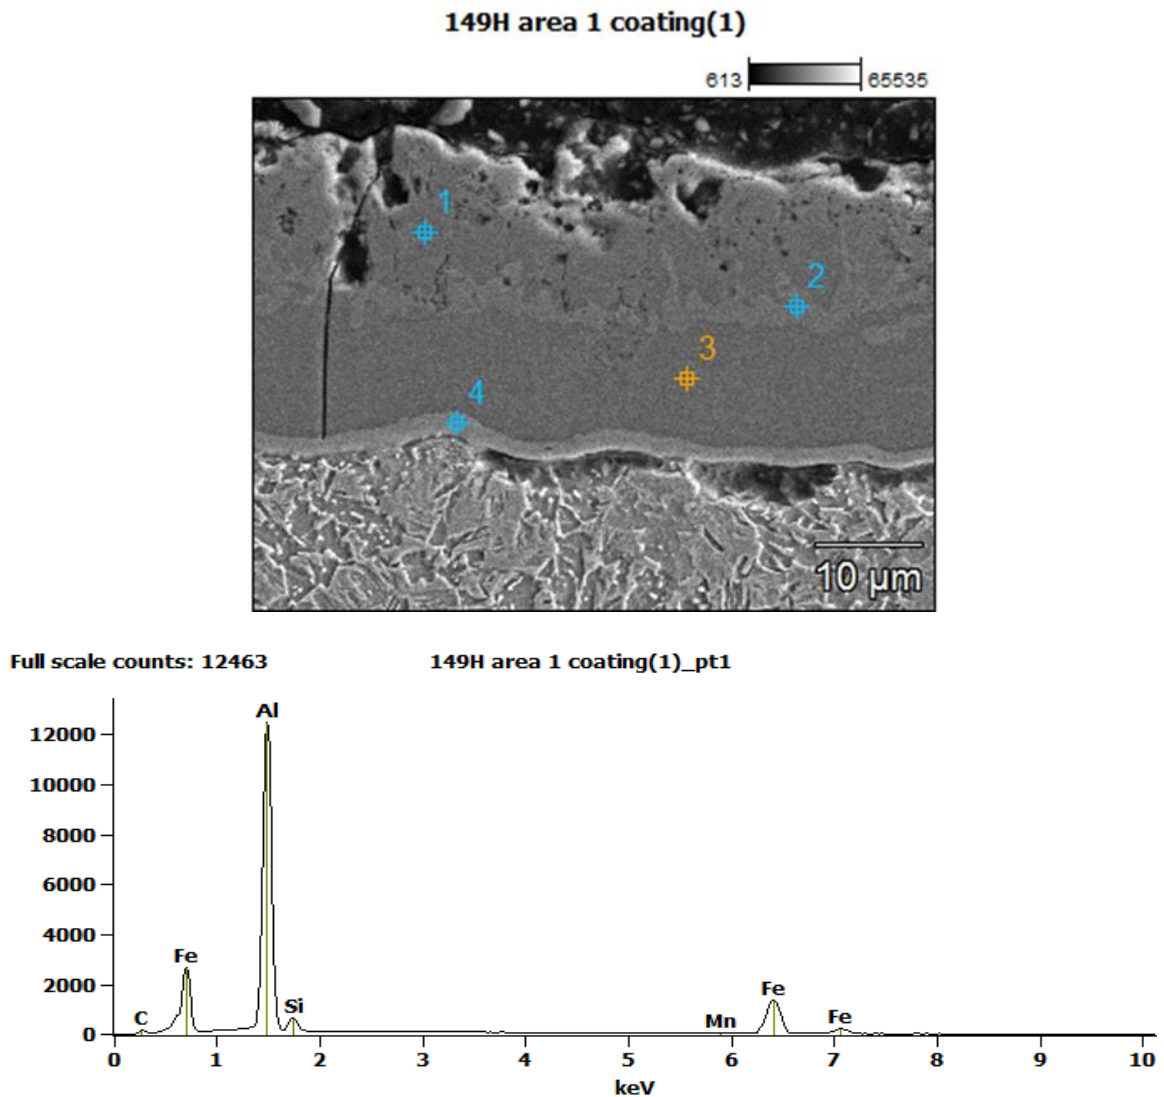 149H area 1 coating(1)
613 65535
1
2
3
4
10 µm
Full scale counts: 12463 149H area 1 coating(1)_pt1
Al
12000
10000
8000
6000
4000
Fe
2000
C Si Mn Fe Fe
0
0 1 2 3 4 5 6 7 8 9 10
keV